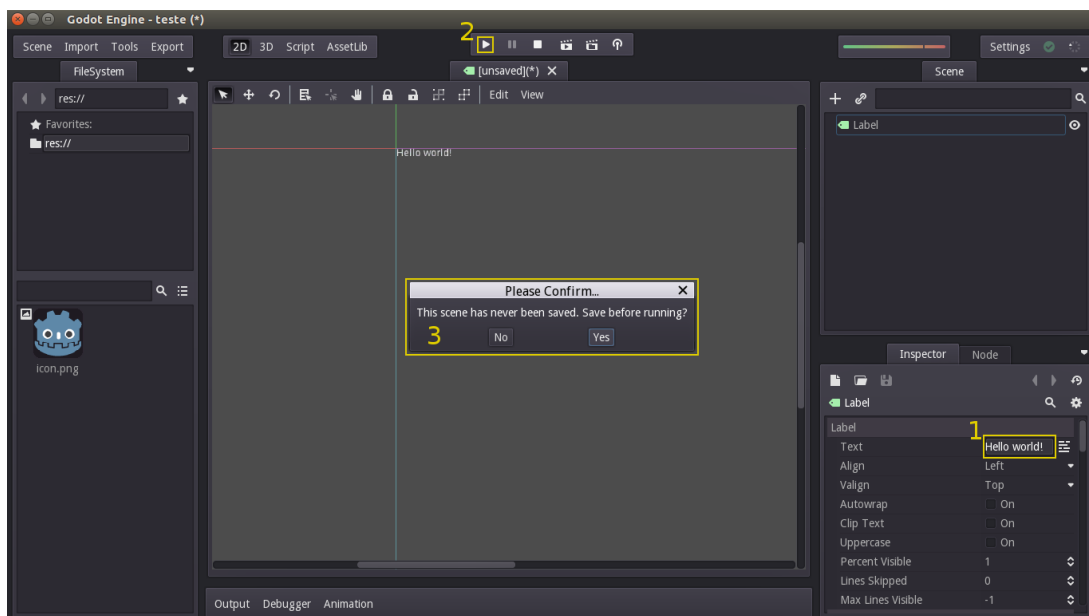 Godot Engine - teste (*)
2
Scene Import Tools Export
2D 3D Script AssetLib
Settings
FileSystem
[unsaved](*)
Scene
res://
Edit View
Favorites:
res://
Label
Hello world!
Please Confirm...
This scene has never been saved. Save before running?
3
No Yes
icon.png
Inspector Node
Label
Label
1
Text Hello world!
Align Left
Valign Top
Autowrap On
Clip Text On
Uppercase On
Percent Visible 1
Lines Skipped 0
Max Lines Visible -1
Output Debugger Animation